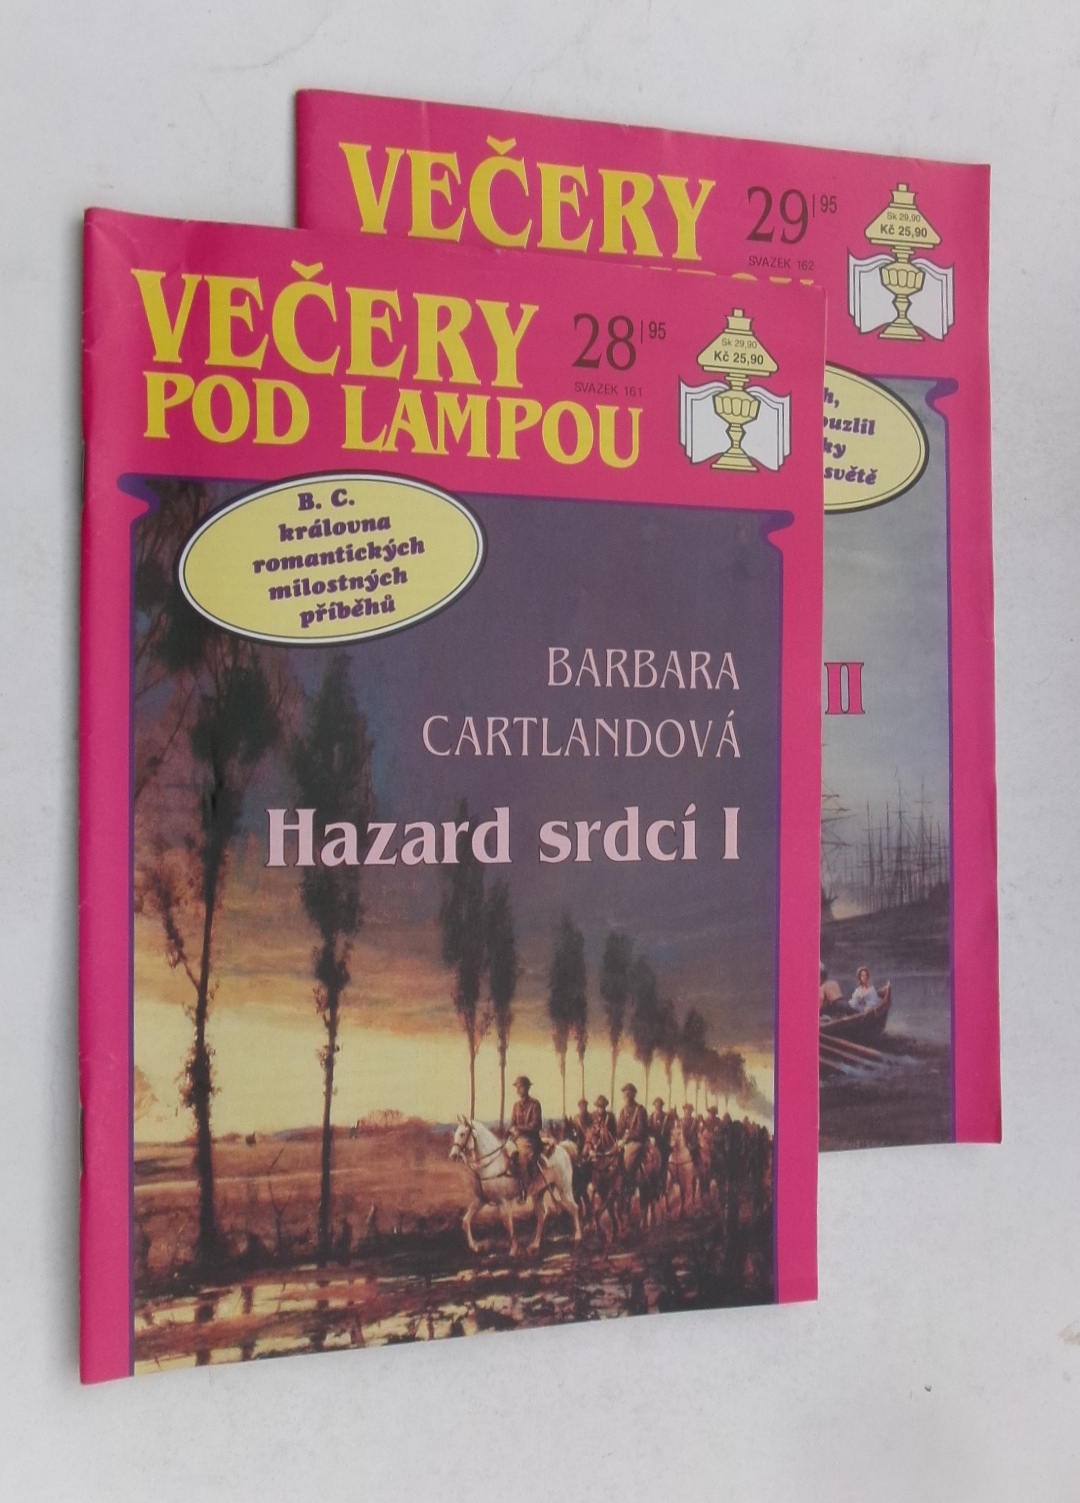 VEČERY
29 | 95
SVAZEK 162
Sk 29,90
Kč 25,90
světě
II
VEČERY
POD LAMPOU
28 | 95
SVAZEK 161
Sk 29,90
Kč 25,90
B. C.
královna
romantických
milostných
příběhů
BARBARA
CARTLANDOVÁ
Hazard srdcí I